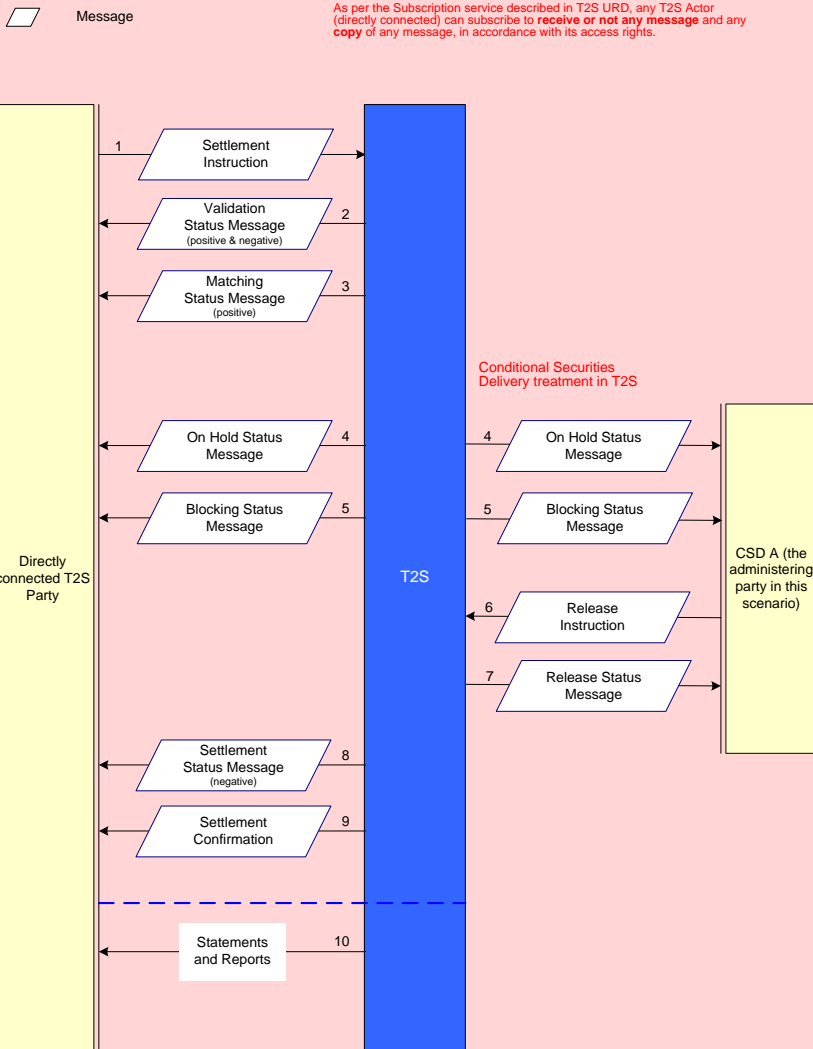 Message
As per the Subscription service described in T2S URD, any T2S Actor
(directly connected) can subscribe to receive or not any message and any
copy of any message, in accordance with its access rights.
1
Settlement
Instruction
Validation
Status Message
(positive & negative)
2
Matching
Status Message
(positive)
3
Conditional Securities
Delivery treatment in T2S
On Hold Status
Message
4
4
On Hold Status
Message
Blocking Status
Message
5
5
Blocking Status
Message
Directly
connected T2S
Party
T2S
CSD A (the
administering
party in this
scenario)
6
Release
Instruction
7
Release Status
Message
Settlement
Status Message
(negative)
8
Settlement
Confirmation
9
Statements
and Reports
10